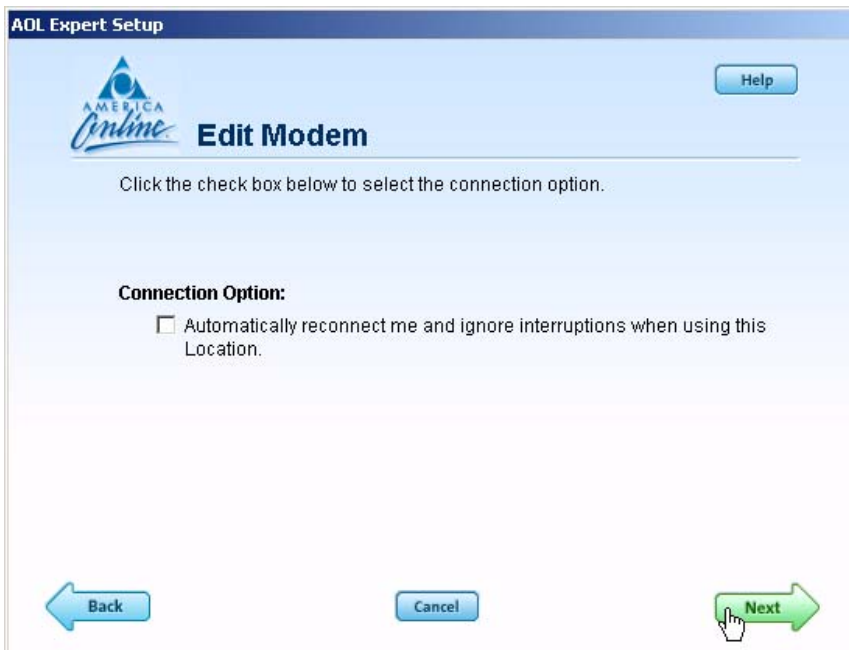 AOL Expert Setup
Help
AMERICA
Online
Edit Modem
Click the check box below to select the connection option.
Connection Option:
Automatically reconnect me and ignore interruptions when using this
Location.
Back
Cancel
Next